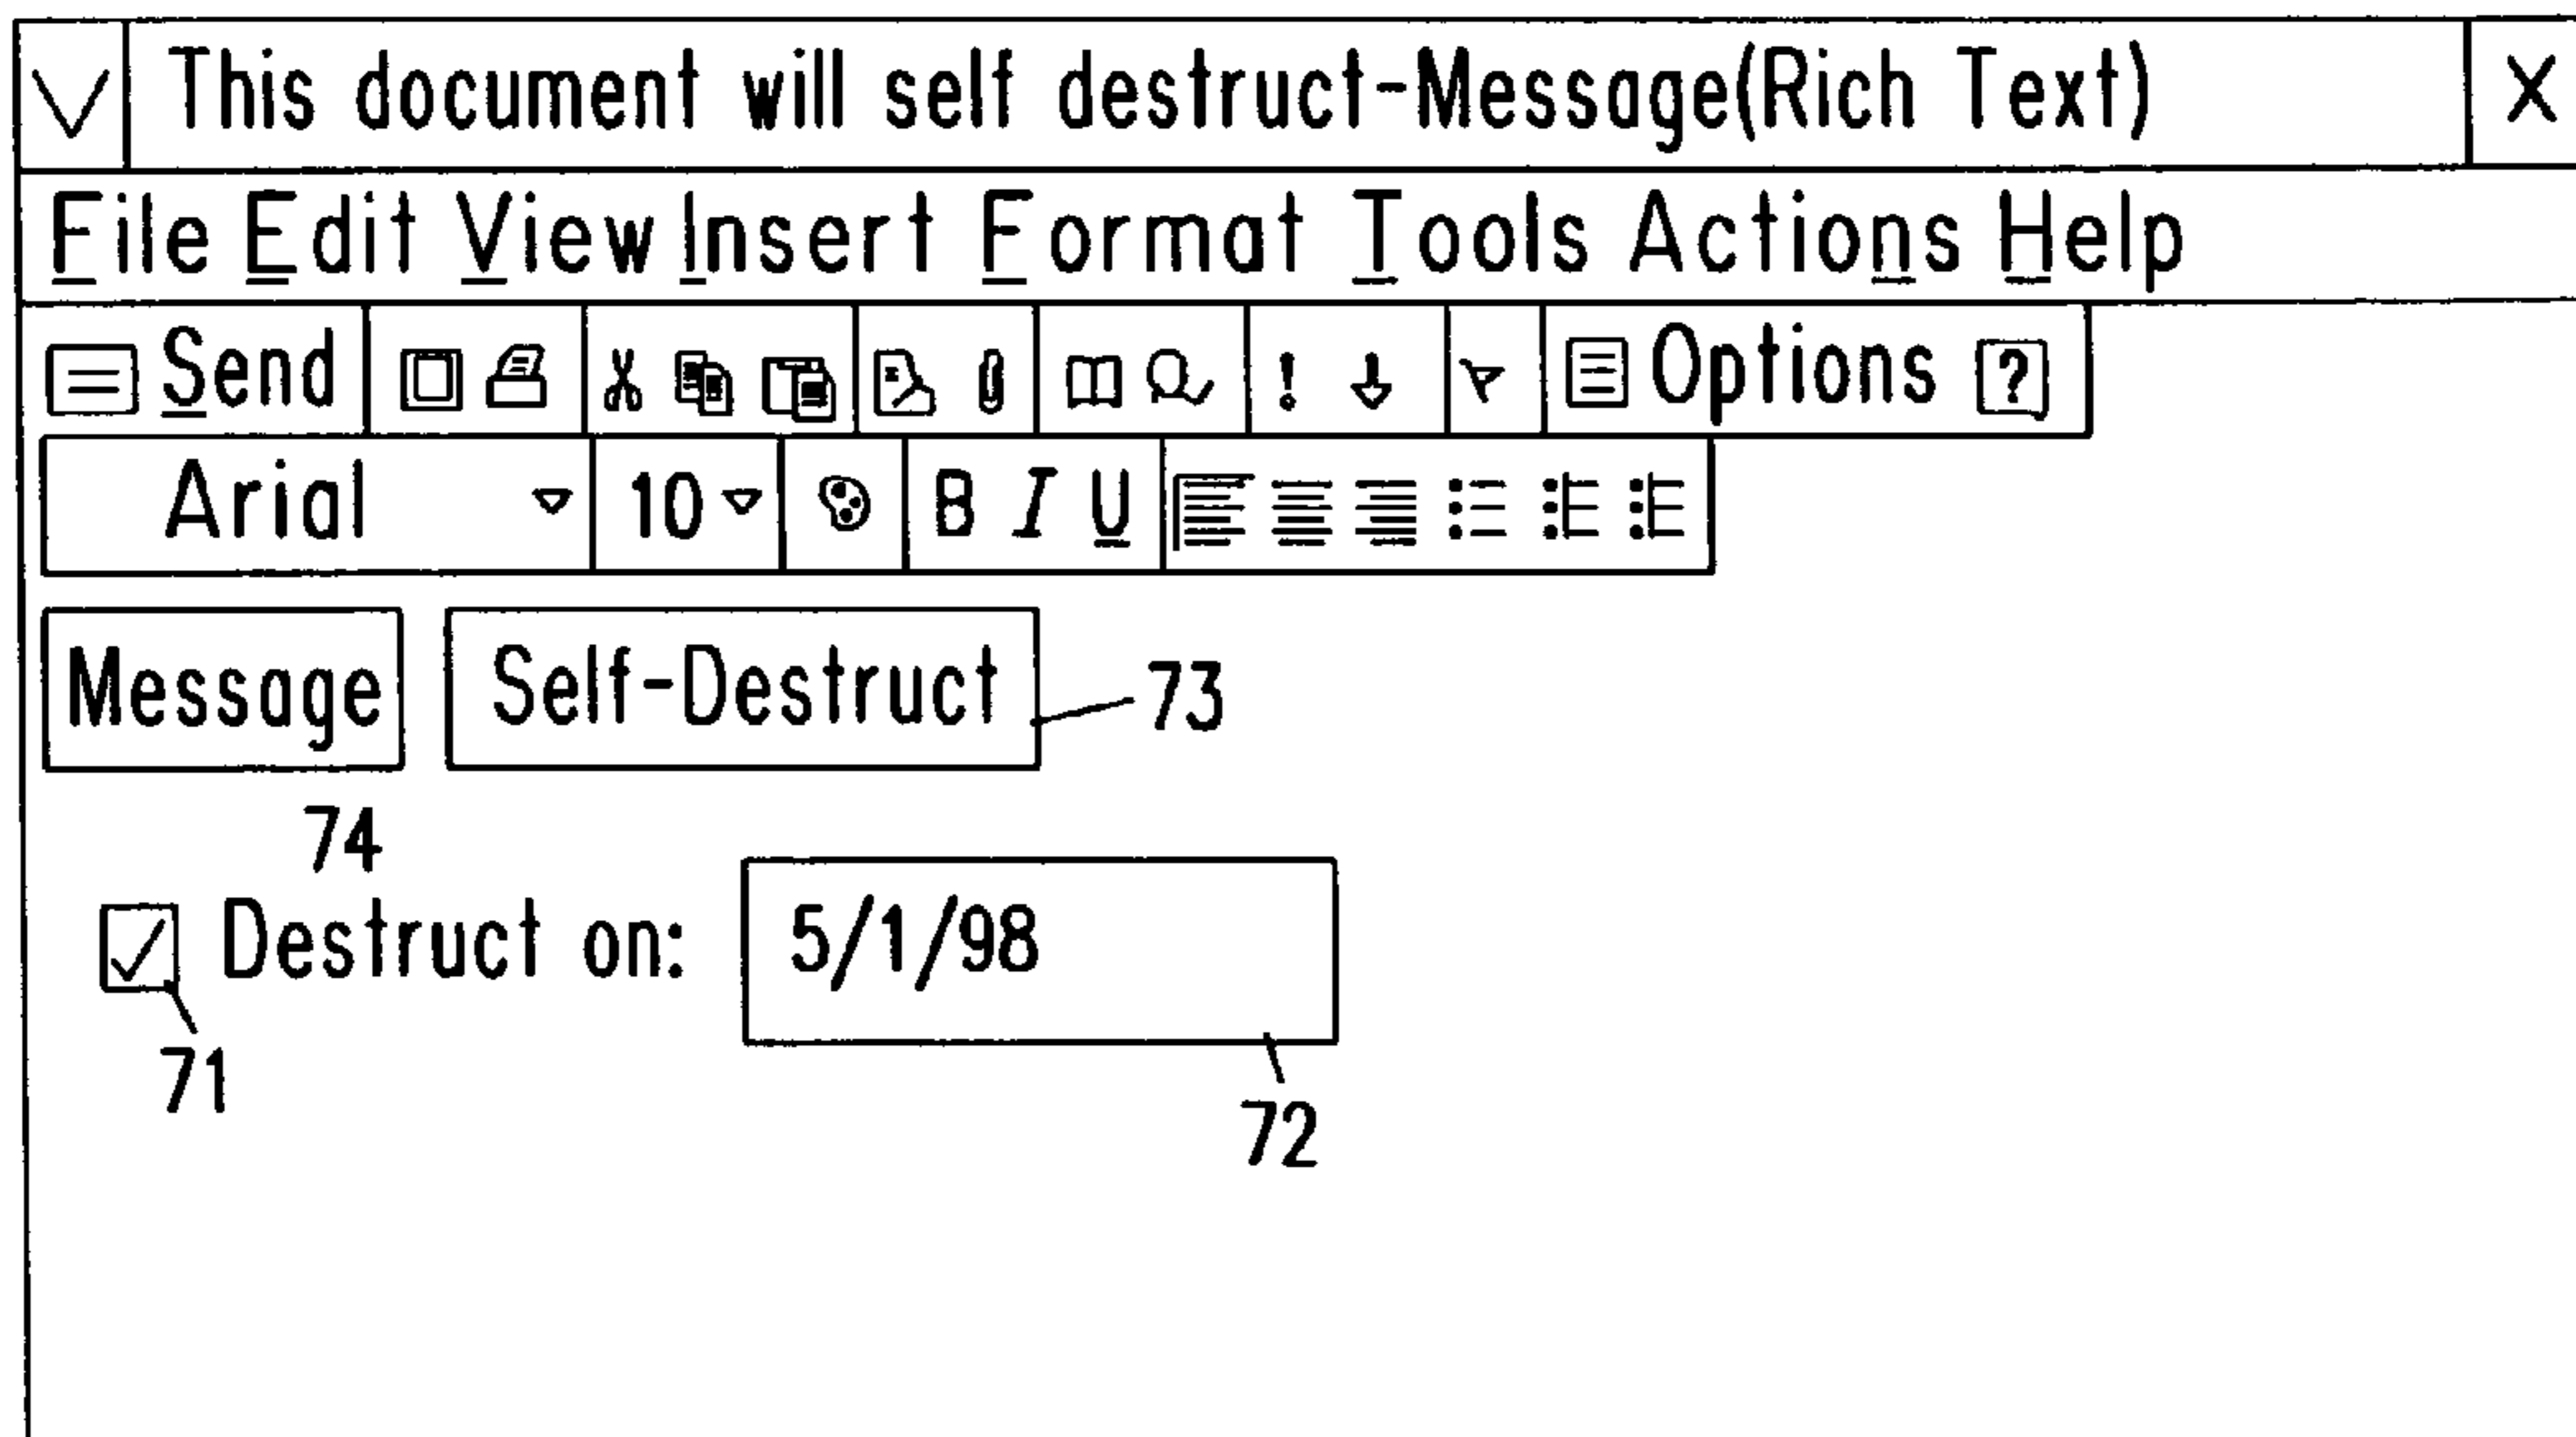 This document will self destruct-Message(Rich Text) X
File Edit View Insert Format Tools Actions Help
Send ! Options ?
Arial 10 B I U
Message Self-Destruct 73
74
Destruct on: 5/1/98
71
72